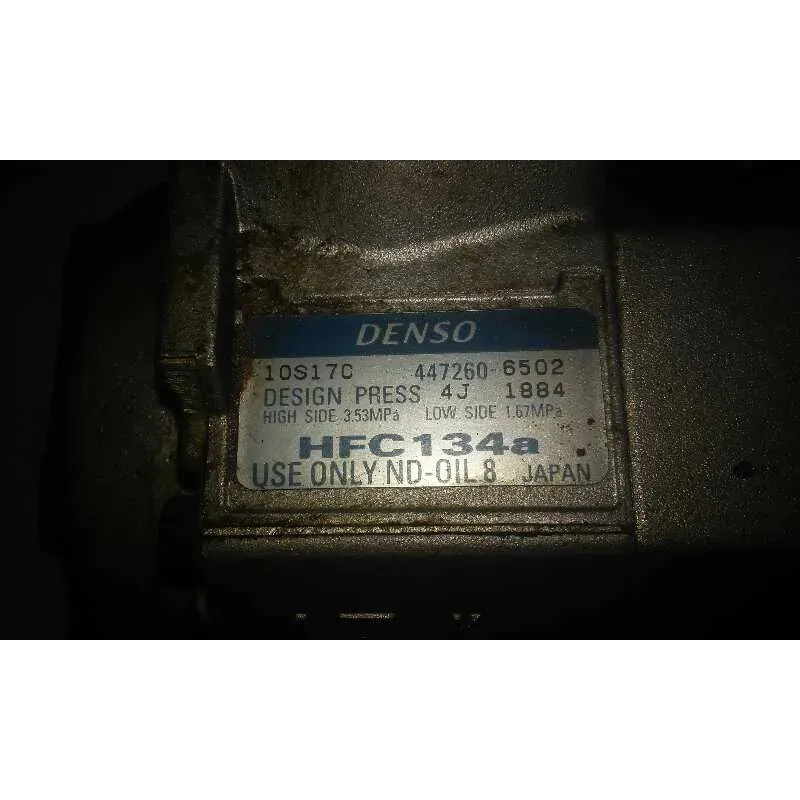 DENSO
10S17C 447260-6502
DESIGN PRESS 4J 1884
HIGH SIDE 3.53MPa LOW SIDE 1.67MPa
HFC134a
USE ONLY ND-OIL 8 JAPAN